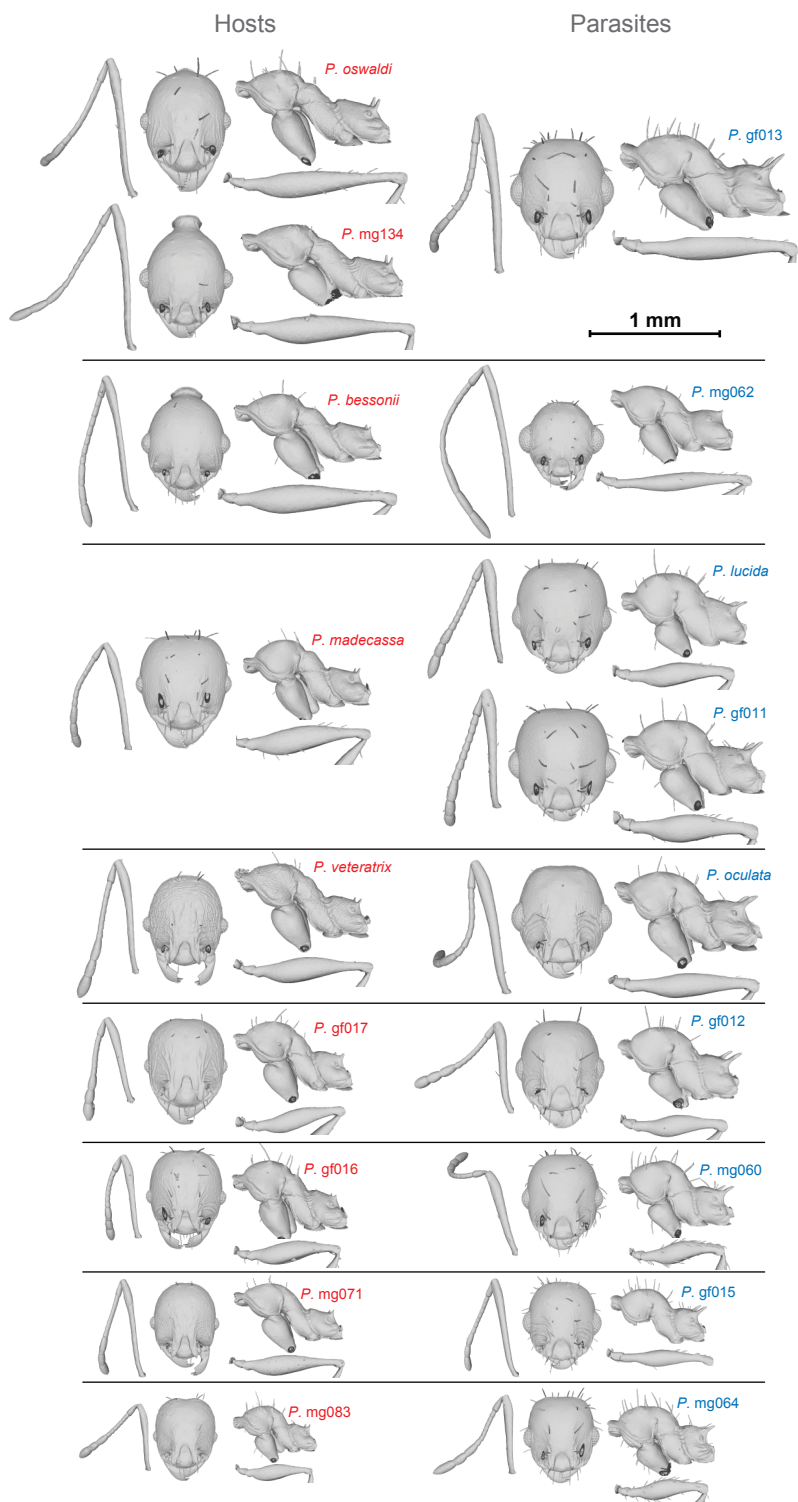 Hosts
Parasites
P. oswaldi
P. gf013
P. mg134
1 mm
P. bessonii
P. mg062
P. lucida
P. madecassa
P. gf011
P. veteratrix
P. oculata
P. gf017
P. gf012
P. gf016
P. mg060
P. mg071
P. gf015
P. mg083
P. mg064